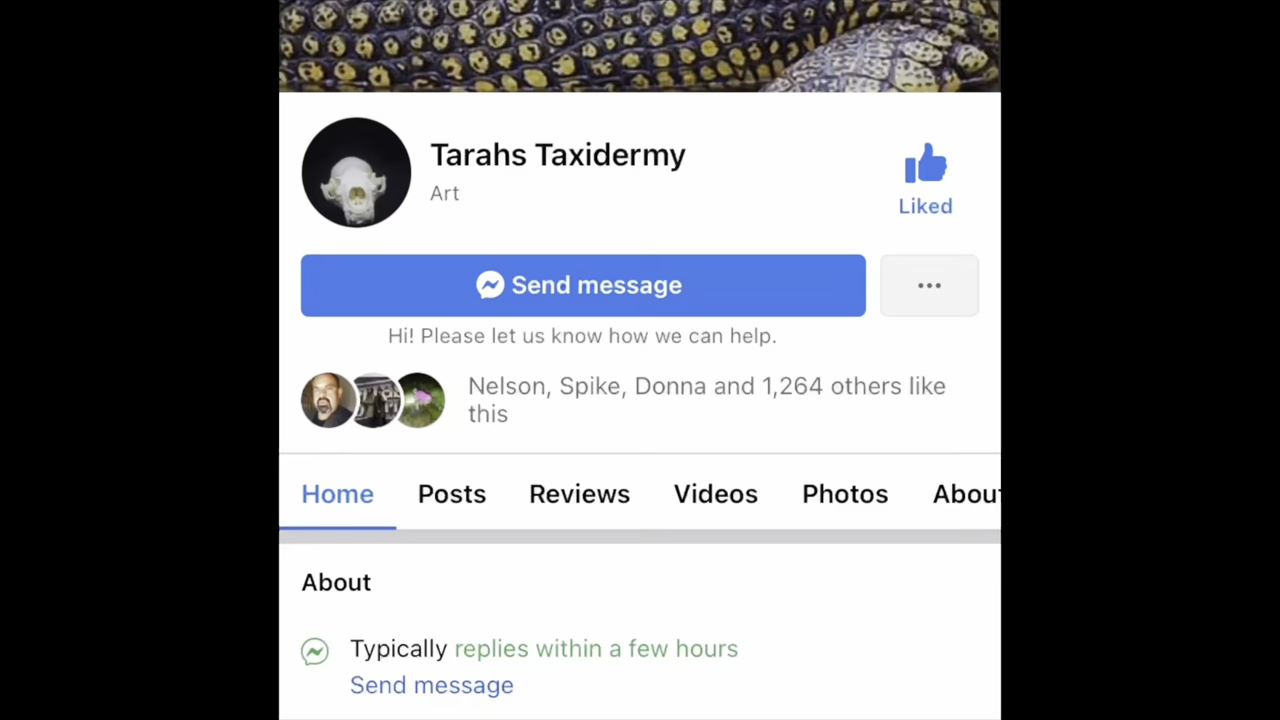 Tarahs Taxidermy
Art
Liked
Send message
Hi! Please let us know how we can help.
Nelson, Spike, Donna and 1,264 others like
this
Home Posts Reviews Videos Photos Abou
About
Typically replies within a few hours
Send message